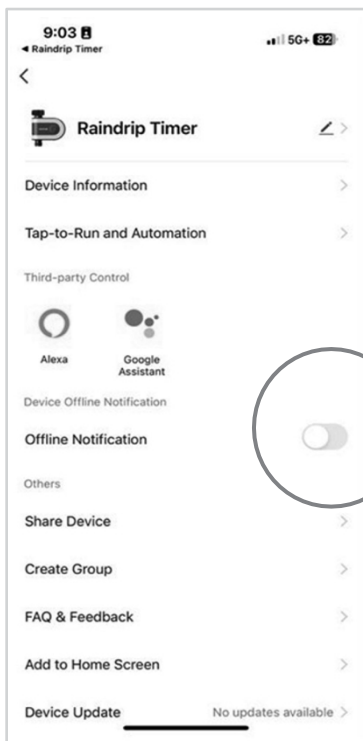 9:03
5G+ 82
Raindrip Timer
Raindrip Timer
Device Information
Tap-to-Run and Automation
Third-party Control
Alexa
Google
Assistant
Device Offline Notification
Offline Notification
Others
Share Device
Create Group
FAQ & Feedback
Add to Home Screen
Device Update No updates available